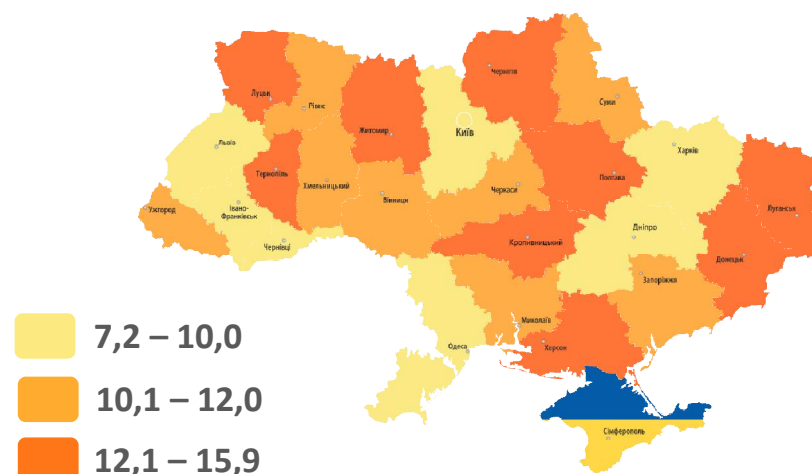 Чернігів
Луцьк
Рівне
Суми
Житомир
Київ
Львів
Харків
Тернопіль
Полтава
Хмельницький
Черкаси
Вінниця
Ужгород
Івано-
Франківськ
Луганськ
Дніпро
Чернівці
Кропивницький
Донецьк
Запоріжжя
7,2 – 10,0
Миколаїв
Одеса
Херсон
10,1 – 12,0
Сімферополь
12,1 – 15,9